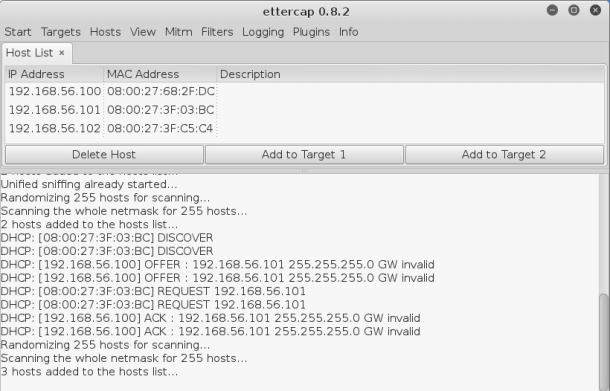 ettercap 0.8.2
Start Targets Hosts View Mitm Filters Logging Plugins Info
Host List ×
IP Address MAC Address Description
192.168.56.100 08:00:27:68:2F:DC
192.168.56.101 08:00:27:3F:03:BC
192.168.56.102 08:00:27:3F:C5:C4
Delete Host Add to Target 1 Add to Target 2
2 hosts added to the hosts list...
Unified sniffing already started...
Randomizing 255 hosts for scanning...
Scanning the whole netmask for 255 hosts...
2 hosts added to the hosts list...
DHCP: [08:00:27:3F:03:BC] DISCOVER
DHCP: [08:00:27:3F:03:BC] DISCOVER
DHCP: [192.168.56.100] OFFER : 192.168.56.101 255.255.255.0 GW invalid
DHCP: [192.168.56.100] OFFER : 192.168.56.101 255.255.255.0 GW invalid
DHCP: [08:00:27:3F:03:BC] REQUEST 192.168.56.101
DHCP: [08:00:27:3F:03:BC] REQUEST 192.168.56.101
DHCP: [192.168.56.100] ACK : 192.168.56.101 255.255.255.0 GW invalid
DHCP: [192.168.56.100] ACK : 192.168.56.101 255.255.255.0 GW invalid
Randomizing 255 hosts for scanning...
Scanning the whole netmask for 255 hosts...
3 hosts added to the hosts list...